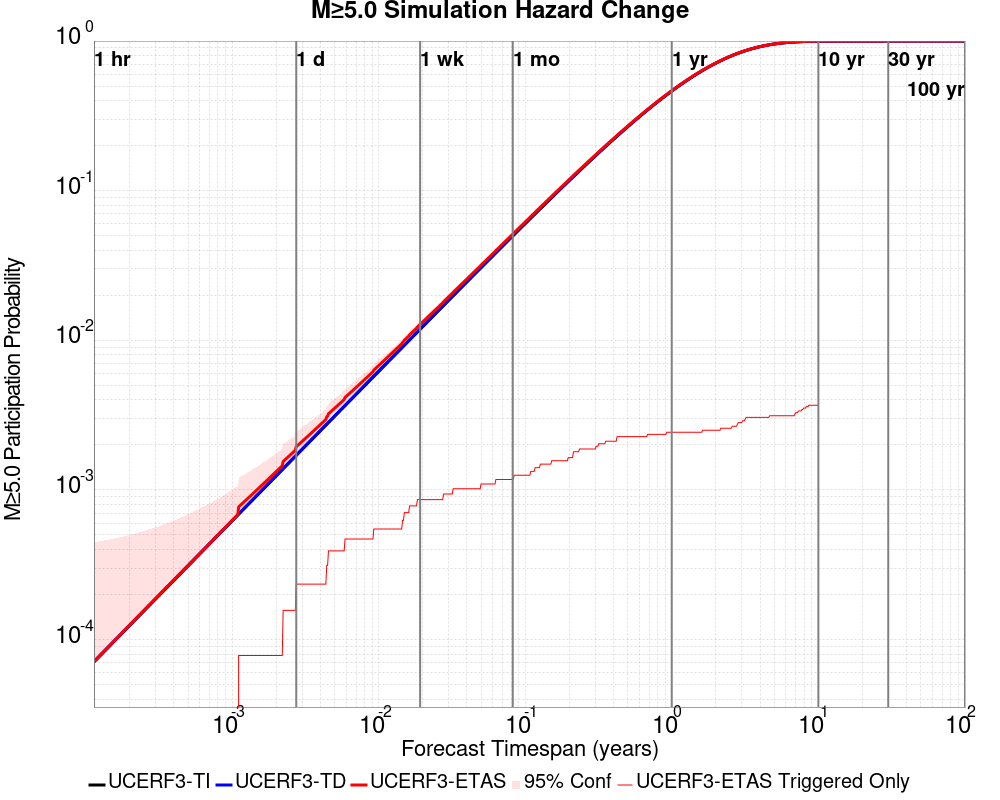 M≥5.0 Simulation Hazard Change
10^0
1 hr
1 d
1 wk
1 mo
1 yr
10 yr
30 yr
100 yr
10^-1
10^-2
10^-3
10^-4
M≥5.0 Participation Probability
10^-3
10^-2
10^-1
10^0
10^1
10^2
Forecast Timespan (years)
UCERF3-TI
UCERF3-TD
UCERF3-ETAS
95% Conf
UCERF3-ETAS Triggered Only